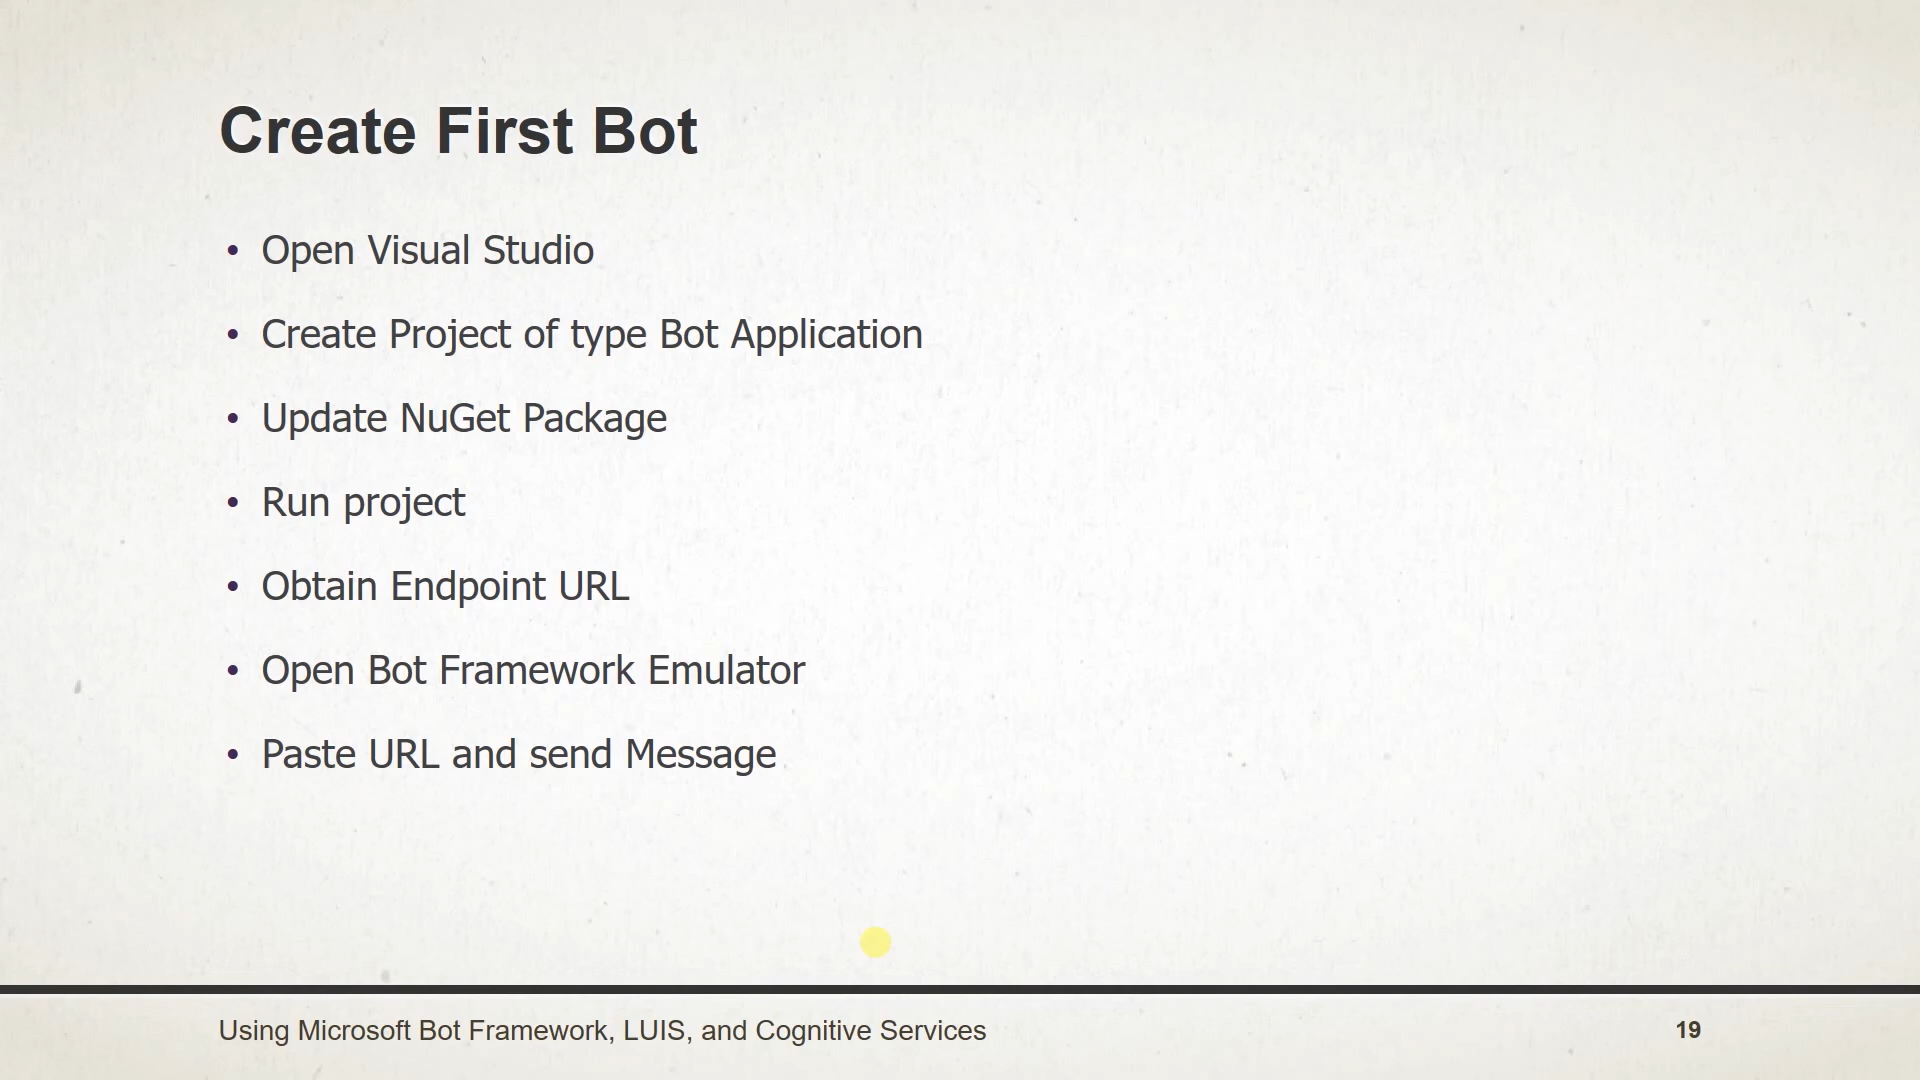 Create First Bot
• Open Visual Studio
• Create Project of type Bot Application
• Update NuGet Package
• Run project
• Obtain Endpoint URL
• Open Bot Framework Emulator
• Paste URL and send Message
Using Microsoft Bot Framework, LUIS, and Cognitive Services
19